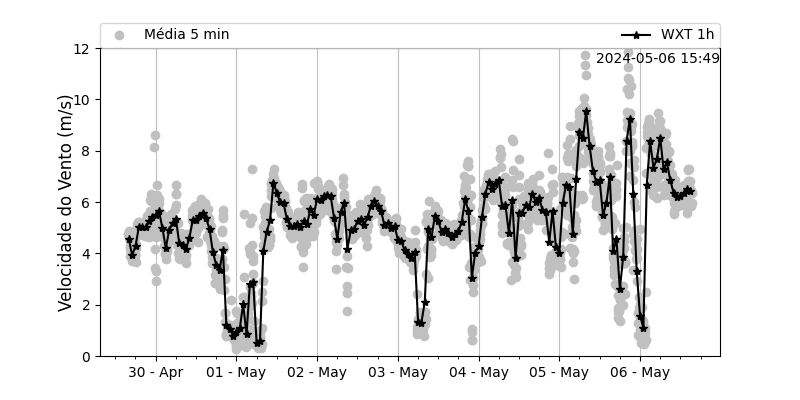 Média 5 min
WXT 1h
2024-05-06 15:49
Velocidade do Vento (m/s)
12
10
8
6
4
2
0
30 - Apr
01 - May
02 - May
03 - May
04 - May
05 - May
06 - May